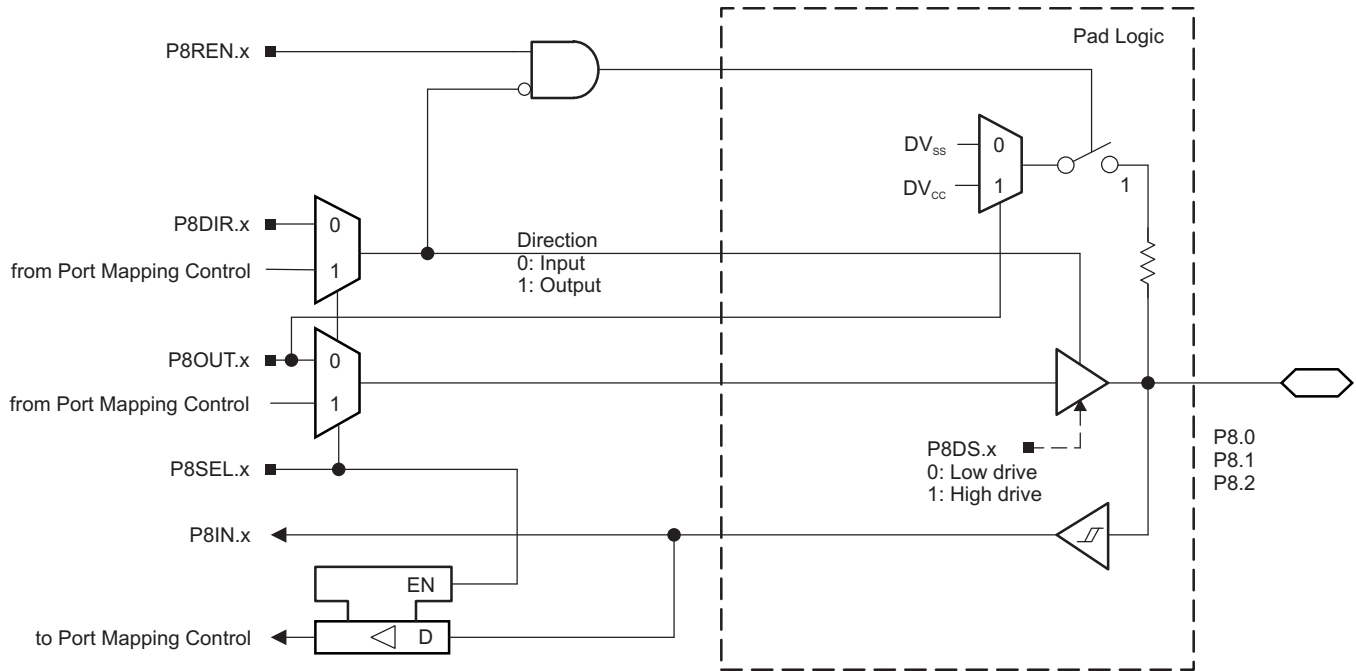 Pad Logic
P8REN.x
DVss
0
DVcc
1
1
P8DIR.x
0
from Port Mapping Control
1
Direction
0: Input
1: Output
P8OUT.x
0
from Port Mapping Control
1
P8SEL.x
P8DS.x
0: Low drive
1: High drive
P8.0
P8.1
P8.2
P8IN.x
EN
to Port Mapping Control
D